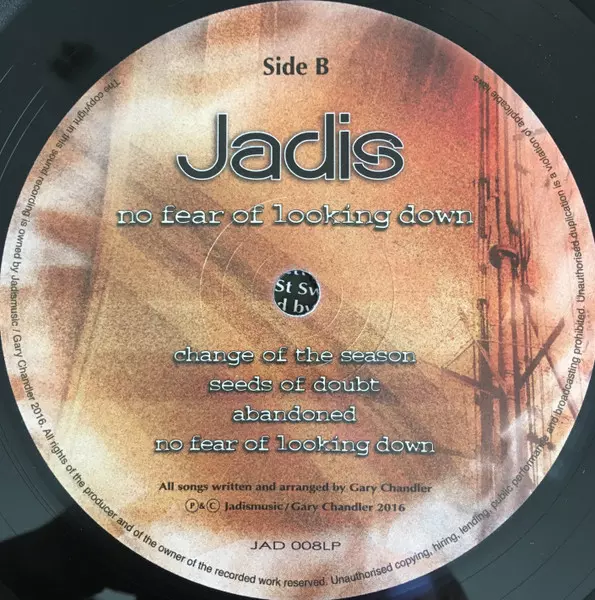 Side B
Jadis
no fear of looking down
St Sw
d by
change of the season
seeds of doubt
abandoned
no fear of looking down
All songs written and arranged by Gary Chandler
Ⓟ&Ⓒ Jadismusic/Gary Chandler 2016
JAD 008LP
The copyright in this sound recording is owned by Jadismusic / Gary Chandler 2016. All rights of the producer and of the owner of the recorded work reserved. Unauthorised copying, hiring, lending, public performance and broadcasting prohibited. Unauthorised duplication is a violation of applicable laws